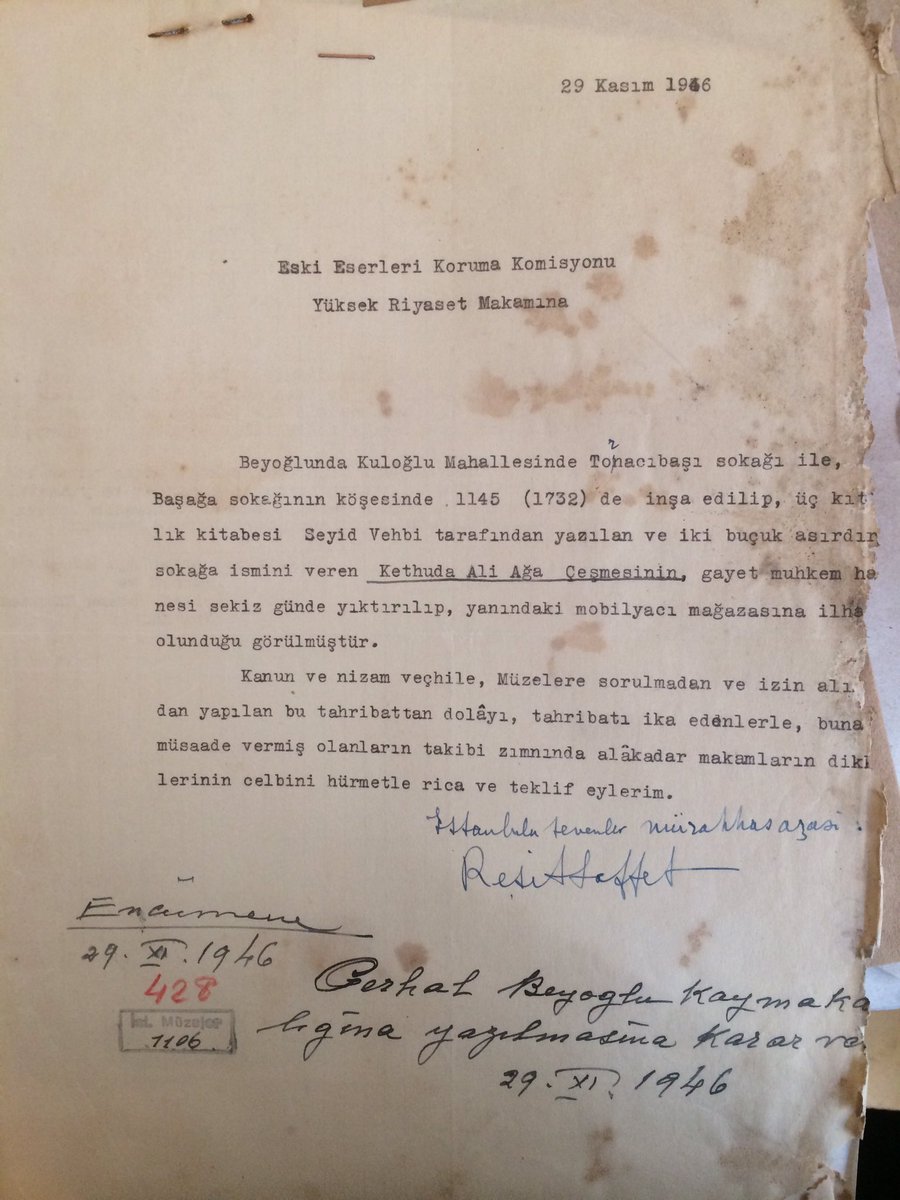 29 Kasım 1946
Eski Eserleri Koruma Komisyonu
Yüksek Riyaset Makamına
Beyoğlunda Kuloğlu Mahallesinde Tornacıbaşı sokağı ile,
Başağa sokağının köşesinde 1145 (1732) de inşa edilip, üç kıt
lık kitabesi Seyid Vehbi tarafından yazılan ve iki buçuk asırdır
sokağa ismini veren Kethuda Ali Ağa Çeşmesinin, gayet muhkem ha
nesi sekiz günde yıktırılıp, yanındaki mobilyacı mağazasına ilha
olunduğu görülmüştür.
Kanun ve nizam veçhile, Müzelere sorulmadan ve izin alı
dan yapılan bu tahribattan dolâyı, tahribatı ika edenlerle, buna
müsaade vermiş olanların takibi zımnında alâkadar makamların dikk
lerinin celbini hürmetle rica ve teklif eylerim.
İstanbulu sevenler mürahhas azası
Reşit Saffet
Encümene
29. XI. 1946
428
İst. Müzeleri
1106
Derhal Beyoğlu Kaymaka
lığına yazılmasına karar ve
29. XI. 1946